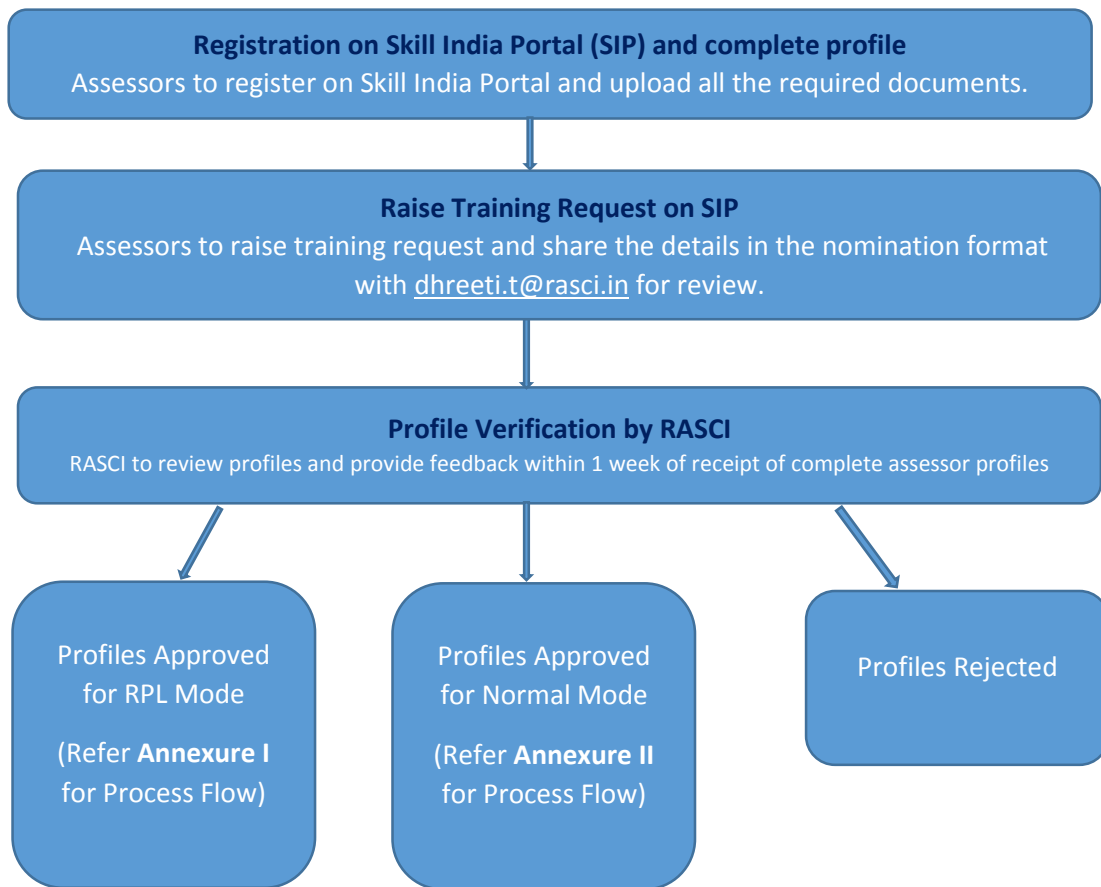 Registration on Skill India Portal (SIP) and complete profile
Assessors to register on Skill India Portal and upload all the required documents.
Raise Training Request on SIP
Assessors to raise training request and share the details in the nomination format
with dhreeti.t@rasci.in for review.
Profile Verification by RASCI
RASCI to review profiles and provide feedback within 1 week of receipt of complete assessor profiles
Profiles Approved
for RPL Mode
(Refer Annexure I
for Process Flow)
Profiles Approved
for Normal Mode
(Refer Annexure II
for Process Flow)
Profiles Rejected